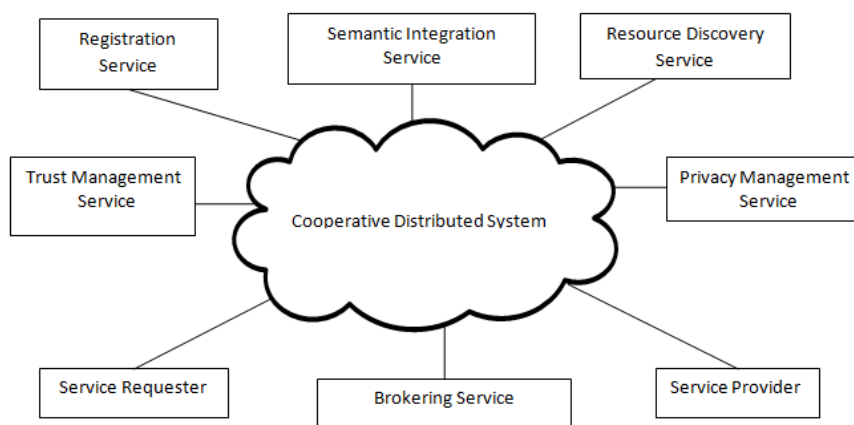 Registration
Service
Semantic Integration
Service
Resource Discovery
Service
Trust Management
Service
Cooperative Distributed System
Privacy Management
Service
Service Requester
Brokering Service
Service Provider